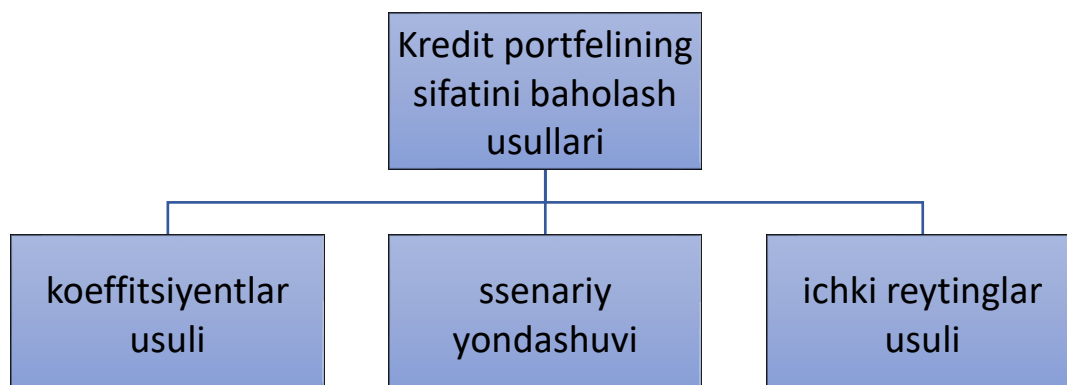 Kredit portfelining
sifatini baholash
usullari
koeffitsiyentlar
usuli
ssenariy
yondashuvi
ichki reytinglar
usuli